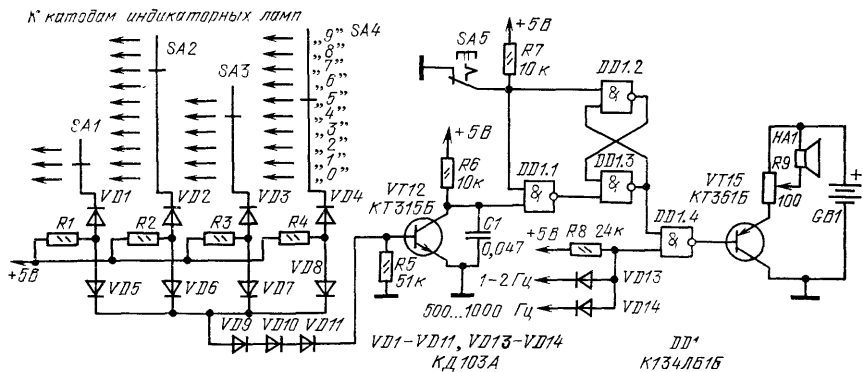 К катодам индикаторных ламп
SA1
SA2
SA3
SA4
„9”
„8”
„7”
„6”
„5”
„4”
„3”
„2”
„1”
„0”
VD1
VD2
VD3
VD4
R1
R2
R3
R4
+5В
VD5
VD6
VD7
VD8
VD9
VD10
VD11
R5
51к
VT12
КТ315Б
+5В
R6
10к
C1
0,047
SA5
+5В
R7
10к
DD1.1
&
DD1.2
&
DD1.3
&
DD1.4
&
+5В
R8 24к
1-2 Гц
VD13
500...1000 Гц
VD14
VT15
КТ361Б
HA1
R9
100
+
GB1
VD1-VD11, VD13-VD14
КД103А
DD1
К134ЛБ1Б